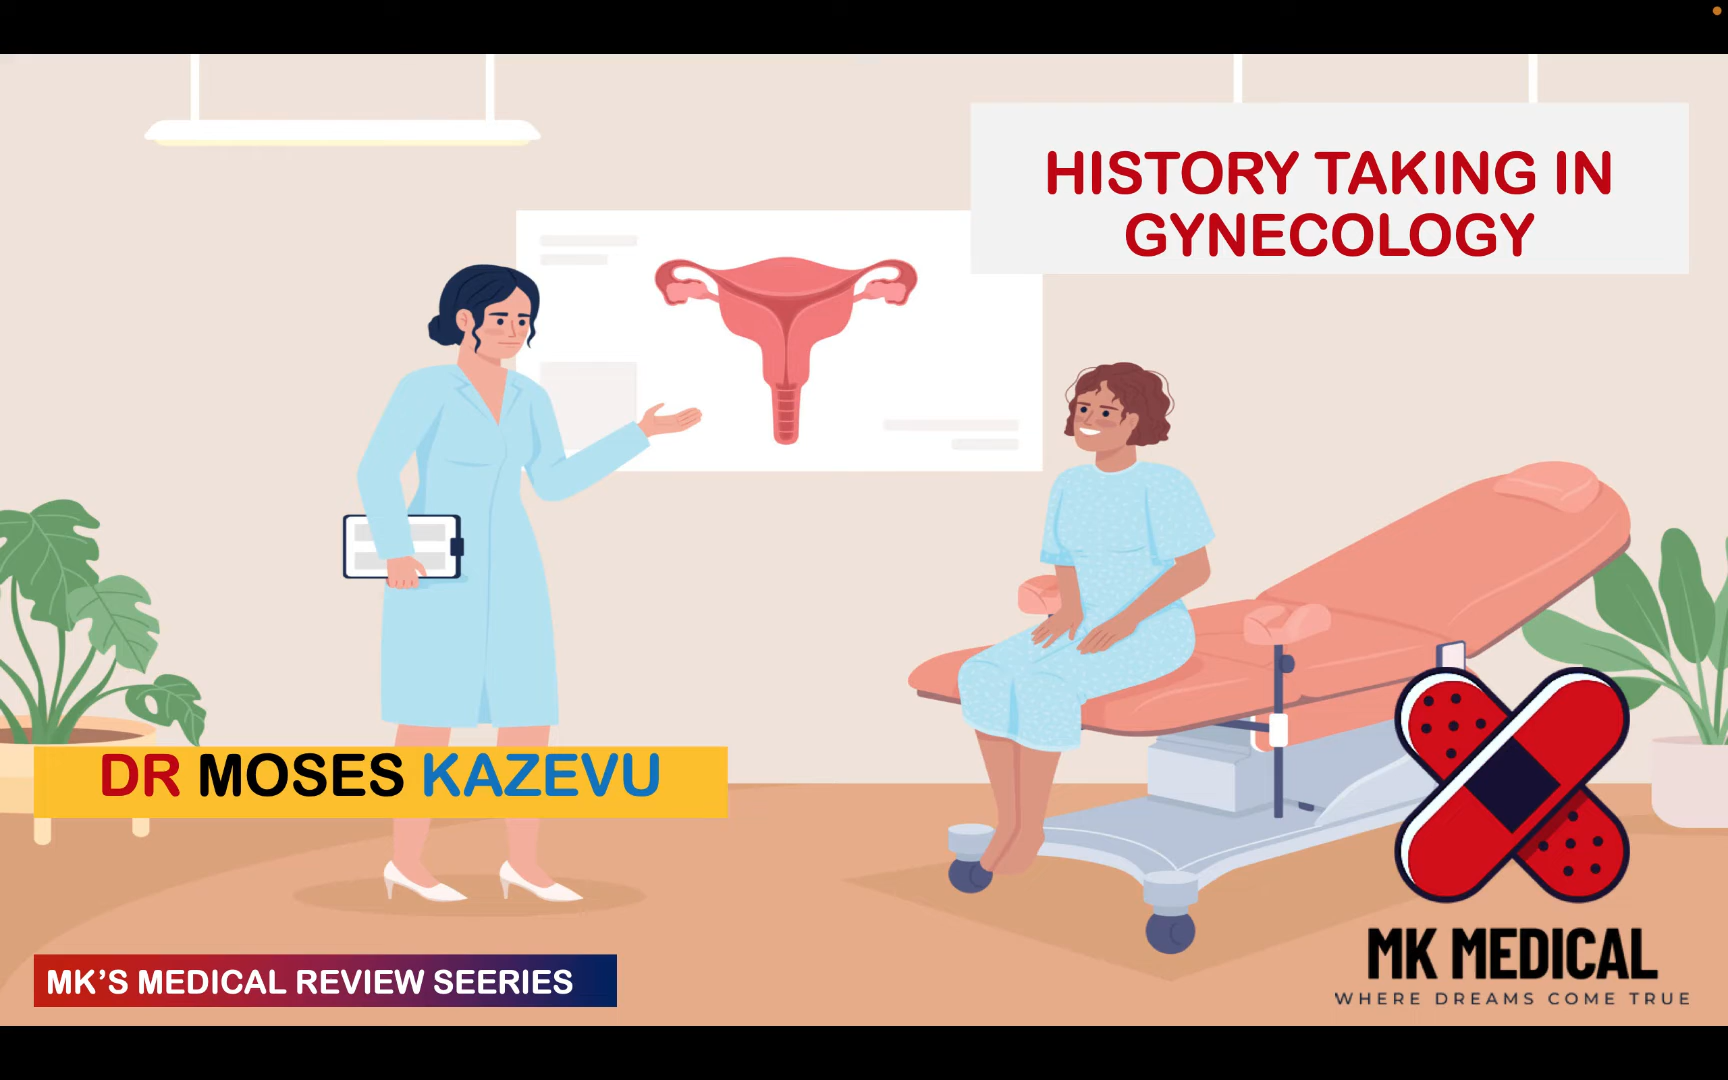 HISTORY TAKING IN
GYNECOLOGY
DR MOSES KAZEVU
MK’S MEDICAL REVIEW SEERIES
MK MEDICAL
WHERE DREAMS COME TRUE